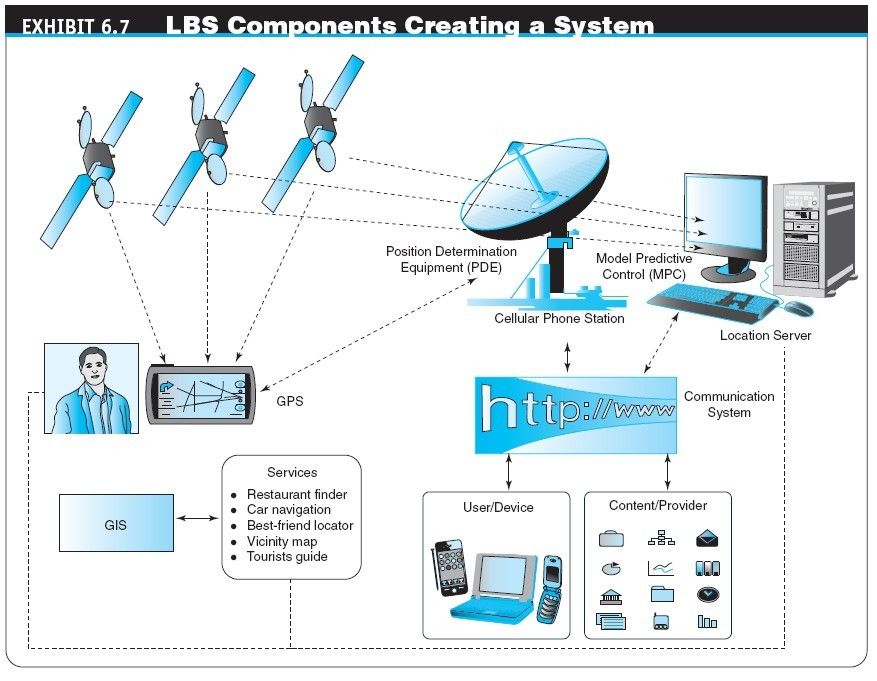 EXHIBIT 6.7 LBS Components Creating a System
Position Determination
Equipment (PDE)
Model Predictive
Control (MPC)
Cellular Phone Station
Location Server
GPS
http://www
Communication
System
Services
• Restaurant finder
• Car navigation
• Best-friend locator
• Vicinity map
• Tourists guide
GIS
User/Device
Content/Provider